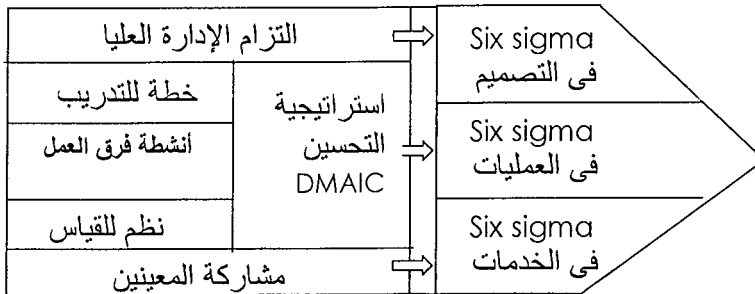 التزام الإدارة العليا
خطة للتدريب
أنشطة فرق العمل
نظم للقياس
استراتيجية
التحسين
DMAIC
مشاركة المعينين
Six sigma
فى التصميم
Six sigma
فى العمليات
Six sigma
فى الخدمات